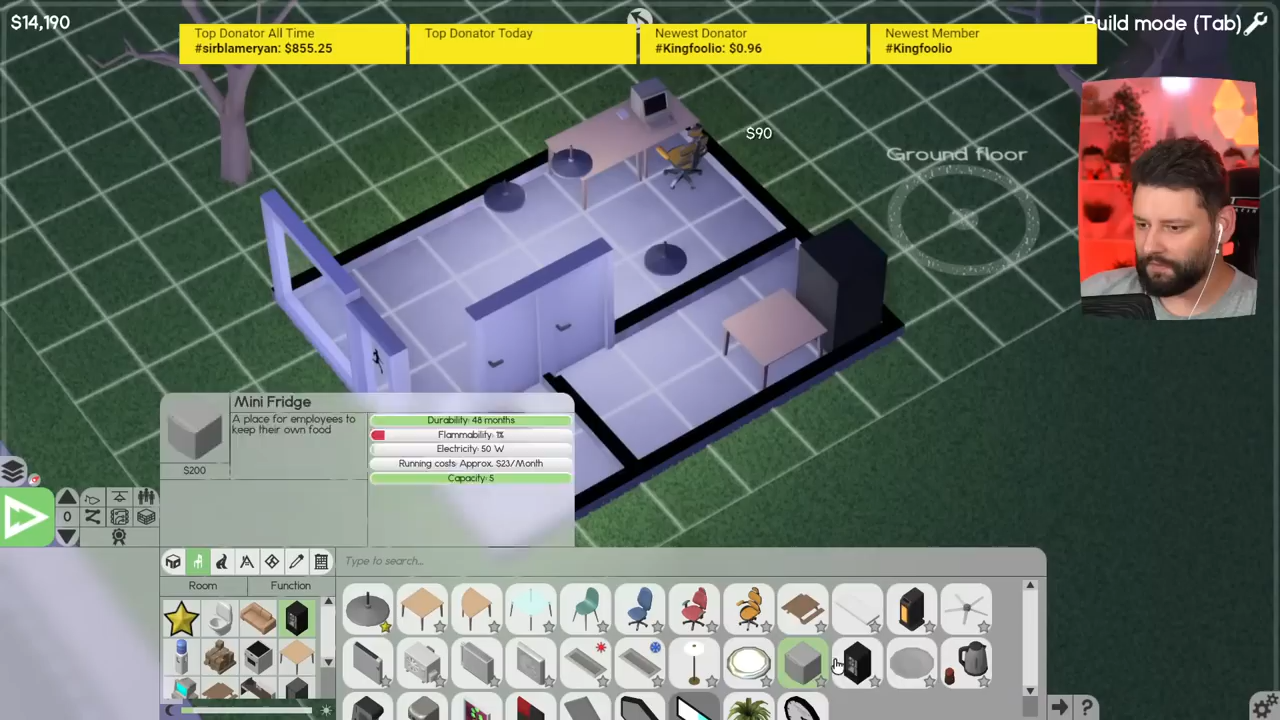 $14,190
Build mode (Tab)
Top Donator All Time
#sirblameryan: $855.25
Top Donator Today
Newest Donator
#Kingfoolio: $0.96
Newest Member
#Kingfoolio
$90
Ground floor
Mini Fridge
A place for employees to
keep their own food
$200
Durability: 48 months
Flammability: 1%
Electricity: 50 W
Running costs: Approx. $23/Month
Capacity: 5
0
Type to search...
Room
Function
?